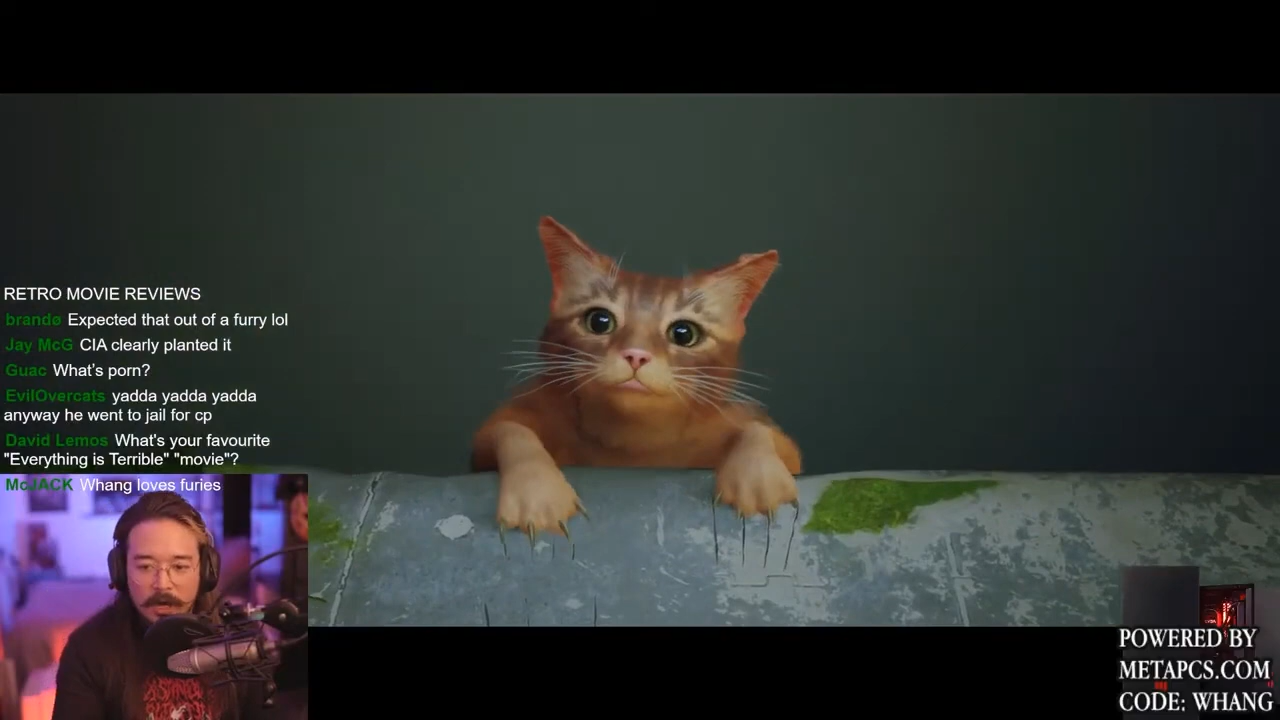 RETRO MOVIE REVIEWS
brandø Expected that out of a furry lol
Jay McG CIA clearly planted it
Guac What's porn?
EvilOvercats yadda yadda yadda
anyway he went to jail for cp
David Lemos What's your favourite
"Everything is Terrible" "movie"?
McJACK Whang loves furies
POWERED BY
METAPCS.COM
CODE: WHANG